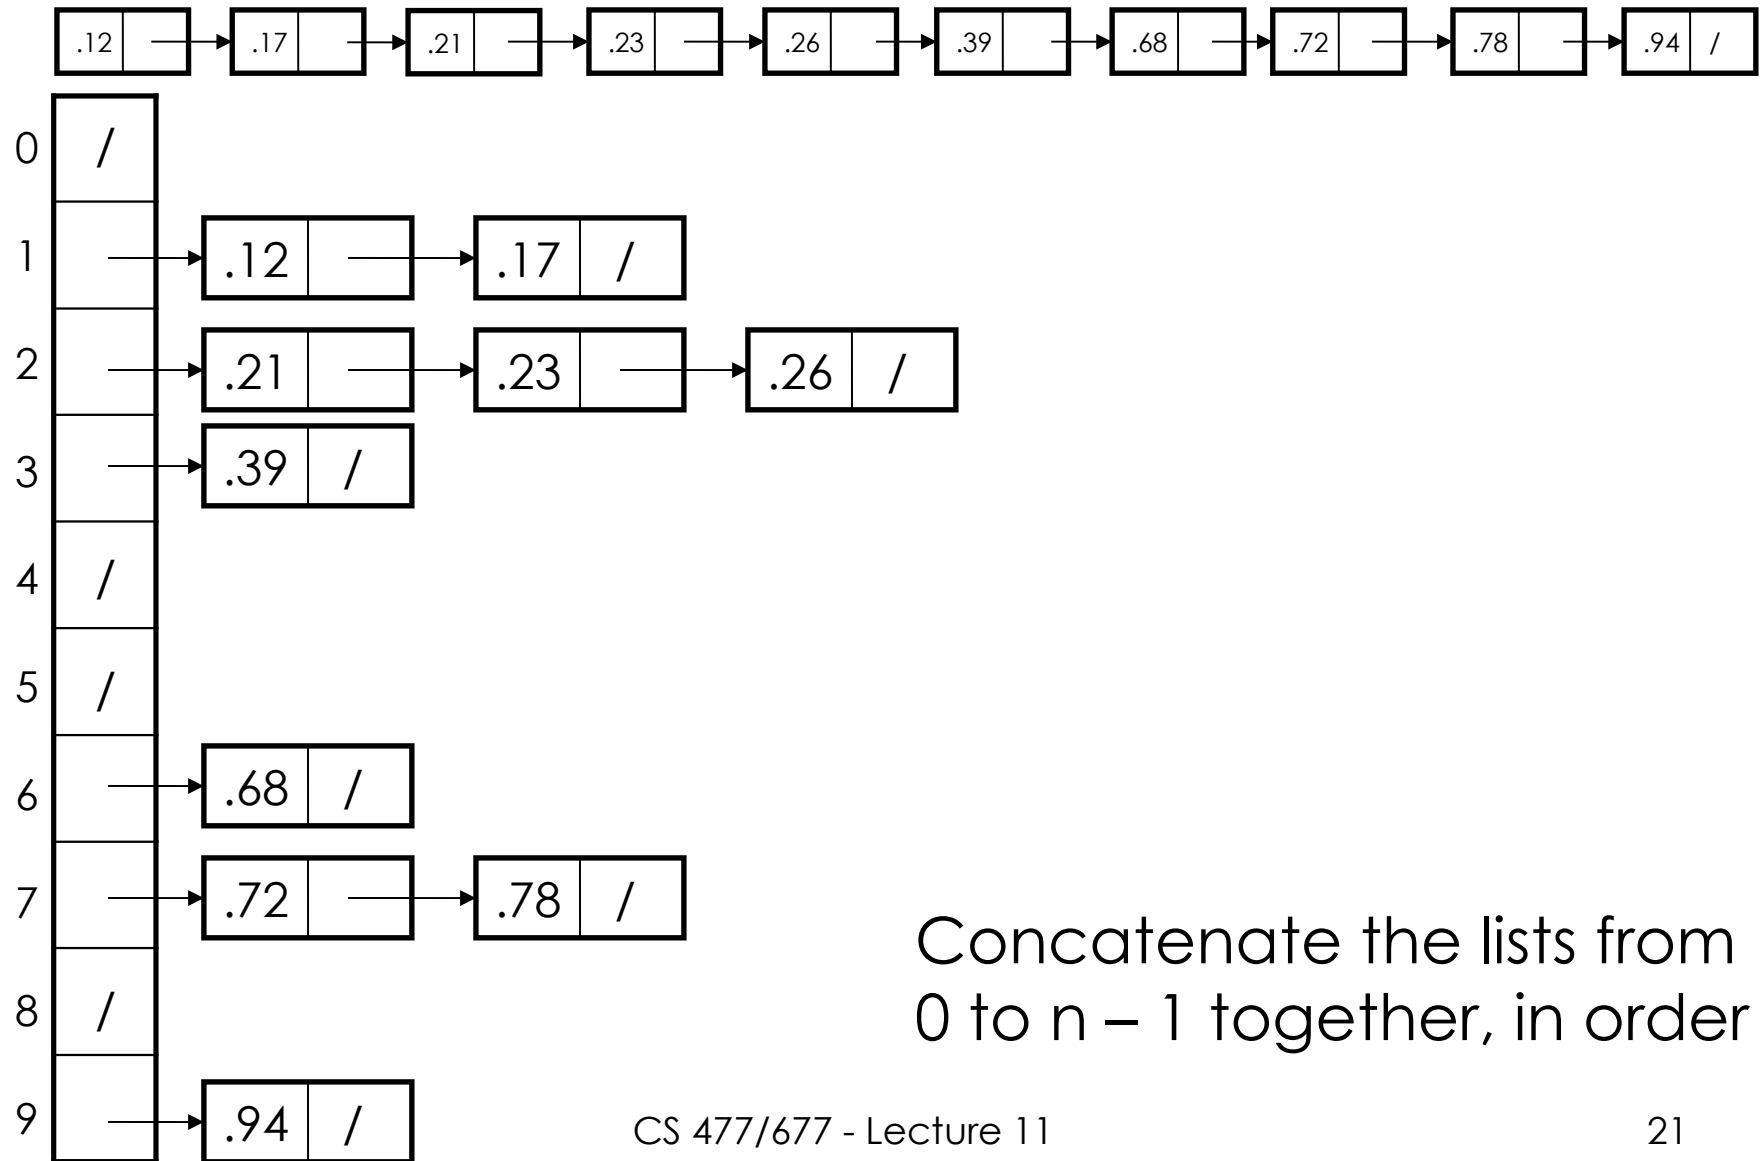 .12 .17 .21 .23 .26 .39 .68 .72 .78 .94 /
0 /
1 .12 .17 /
2 .21 .23 .26 /
3 .39 /
4 /
5 /
6 .68 /
7 .72 .78 /
Concatenate the lists from
0 to n – 1 together, in order
8 /
9 .94 /
CS 477/677 - Lecture 11
21